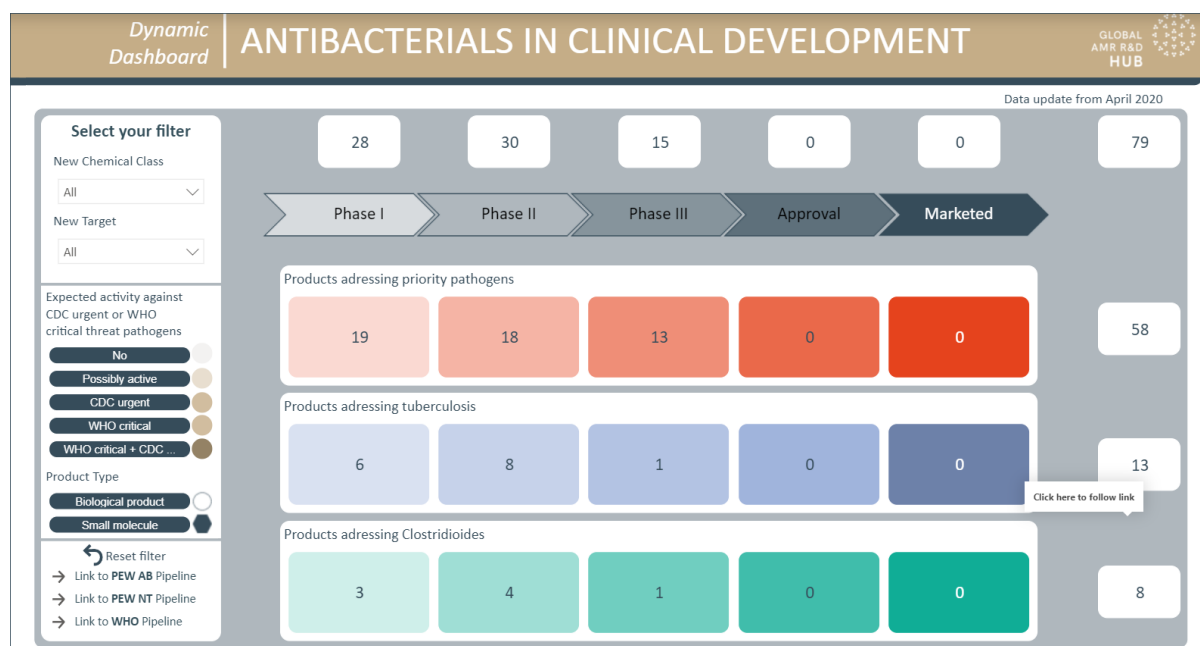 Dynamic
Dashboard
ANTIBACTERIALS IN CLINICAL DEVELOPMENT
GLOBAL
AMR R&D
HUB
Data update from April 2020
Select your filter
New Chemical Class
All
New Target
All
Expected activity against
CDC urgent or WHO
critical threat pathogens
No
Possibly active
CDC urgent
WHO critical
WHO critical + CDC ...
Product Type
Biological product
Small molecule
Reset filter
Link to PEW AB Pipeline
Link to PEW NT Pipeline
Link to WHO Pipeline
28 30 15 0 0 79
Phase I Phase II Phase III Approval Marketed
Products adressing priority pathogens
19 18 13 0 0 58
Products adressing tuberculosis
6 8 1 0 0 13
Click here to follow link
Products adressing Clostridioides
3 4 1 0 0 8